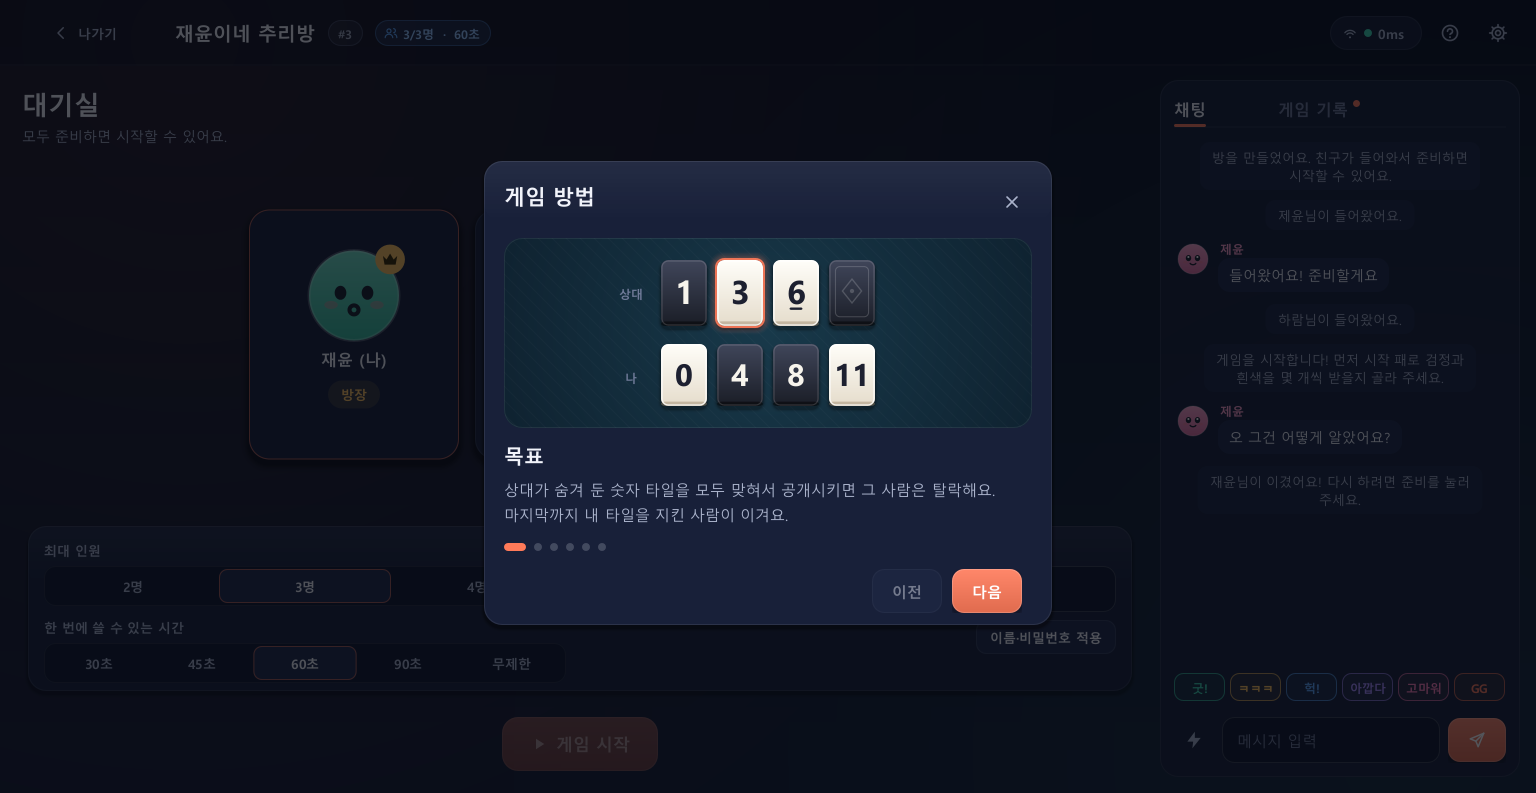 나가기
재윤이네 추리방
#3
3/3명 · 60초
0ms
대기실
모두 준비하면 시작할 수 있어요.
재윤 (나)
방장
최대 인원
2명
3명
한 번에 쓸 수 있는 시간
30초
45초
60초
90초
무제한
이름·비밀번호 적용
게임 시작
게임 방법
상대
1
3
6
나
0
4
8
11
목표
상대가 숨겨 둔 숫자 타일을 모두 맞혀서 공개시키면 그 사람은 탈락해요.
마지막까지 내 타일을 지킨 사람이 이겨요.
이전
다음
채팅
게임 기록
방을 만들었어요. 친구가 들어와서 준비하면
시작할 수 있어요.
제윤님이 들어왔어요.
제윤
들어왔어요! 준비할게요
하람님이 들어왔어요.
게임을 시작합니다! 먼저 시작 패로 검정과
흰색을 몇 개씩 받을지 골라 주세요.
제윤
오 그건 어떻게 알았어요?
재윤님이 이겼어요! 다시 하려면 준비를 눌러
주세요.
굿!
ㅋㅋㅋ
헉!
아깝다
고마워
GG
메시지 입력